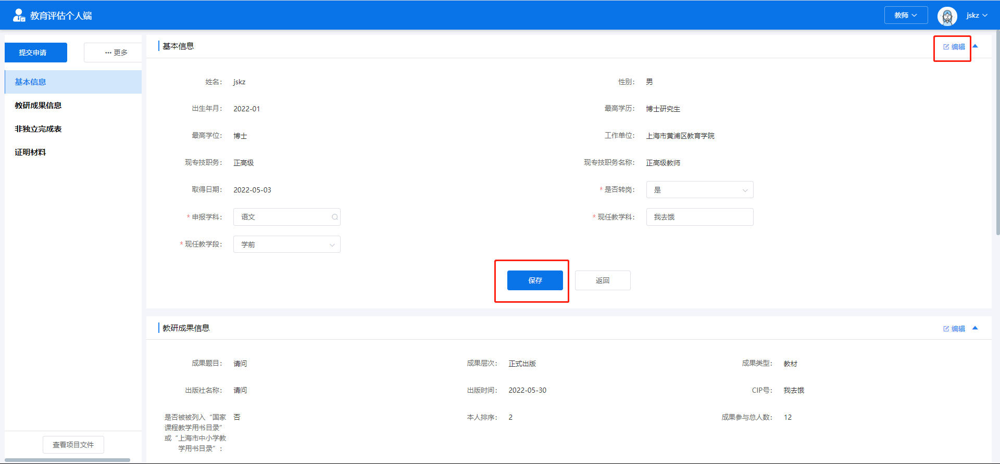 教育评估个人端
教师
jskz
提交申请
··· 更多
基本信息
教研成果信息
非独立完成表
证明材料
查看项目文件
基本信息
编辑
姓名：
jskz
性别：
男
出生年月：
2022-01
最高学历：
博士研究生
最高学位：
博士
工作单位：
上海市黄浦区教育学院
现专技职务：
正高级
现专技职务名称：
正高级教师
取得日期：
2022-05-03
* 是否转岗：
是
* 申报学科：
语文
* 现任教学科：
我去饿
* 现任教学段：
学前
保存
返回
教研成果信息
编辑
成果题目：
请问
成果层次：
正式出版
成果类型：
教材
出版社名称：
请问
出版时间：
2022-05-30
CIP号：
我去饿
是否被被列入“国家
课程教学用书目录”
或“上海市中小学教
学用书目录”：
否
本人排序：
2
成果参与总人数：
12